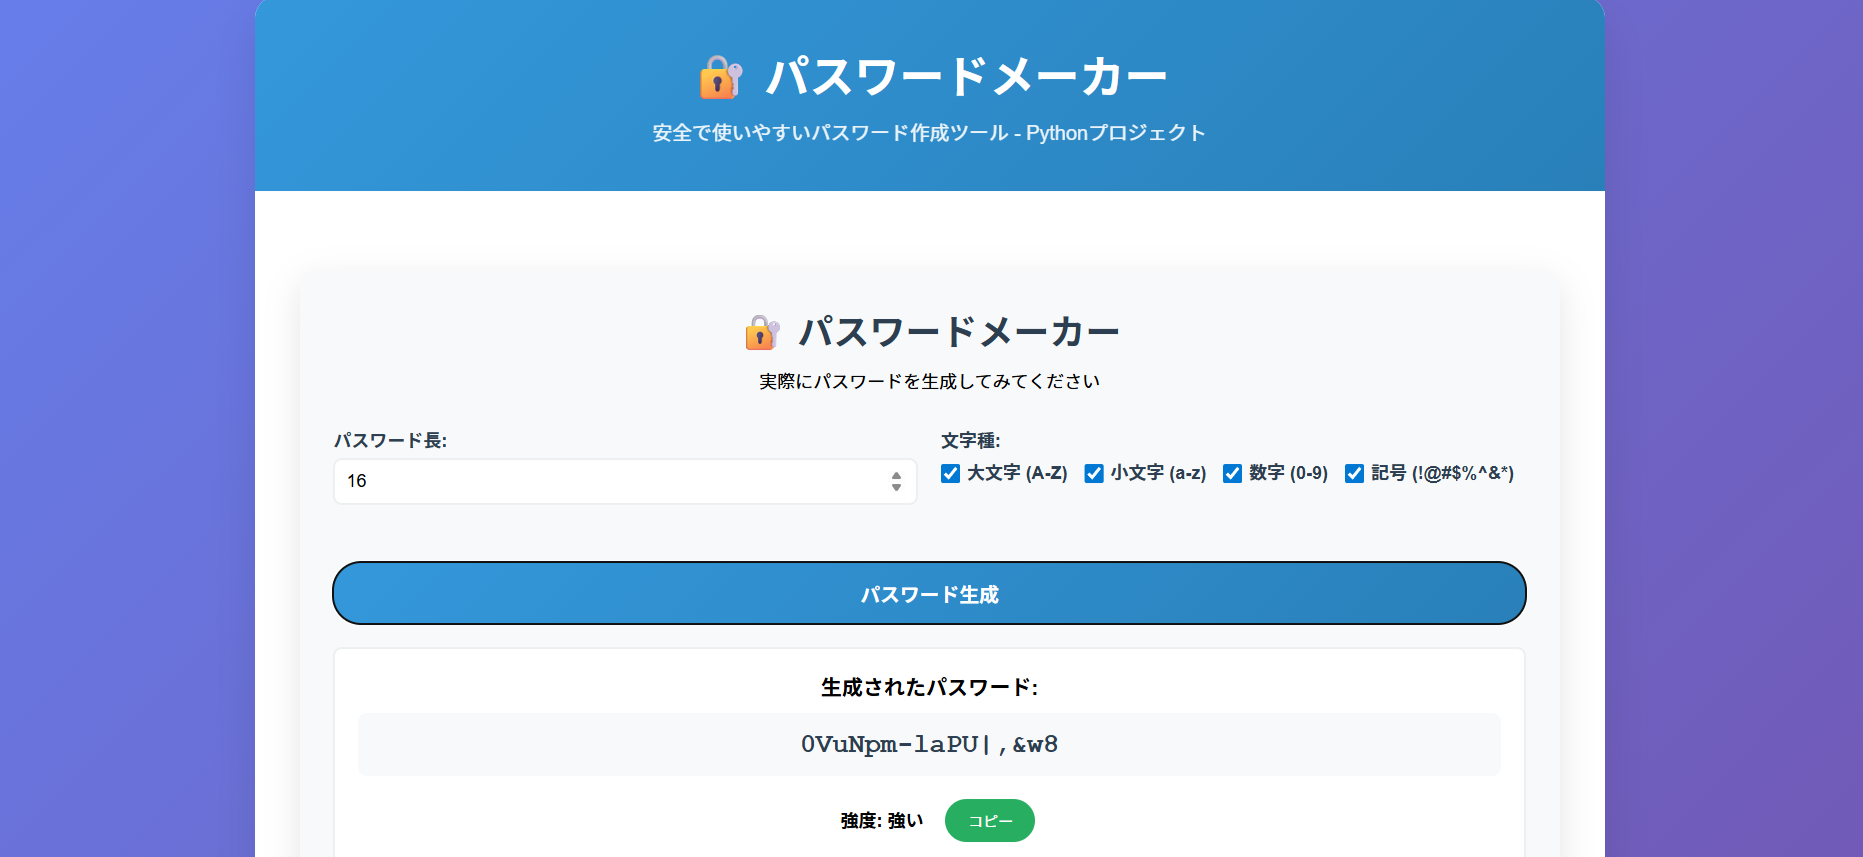 パスワードメーカー
安全で使いやすいパスワード作成ツール - Pythonプロジェクト
パスワードメーカー
実際にパスワードを生成してみてください
パスワード長:
16
文字種:
大文字 (A-Z) 小文字 (a-z) 数字 (0-9) 記号 (!@#$%^&*)
パスワード生成
生成されたパスワード:
0VuNpm-laPU|,&w8
強度: 強い コピー